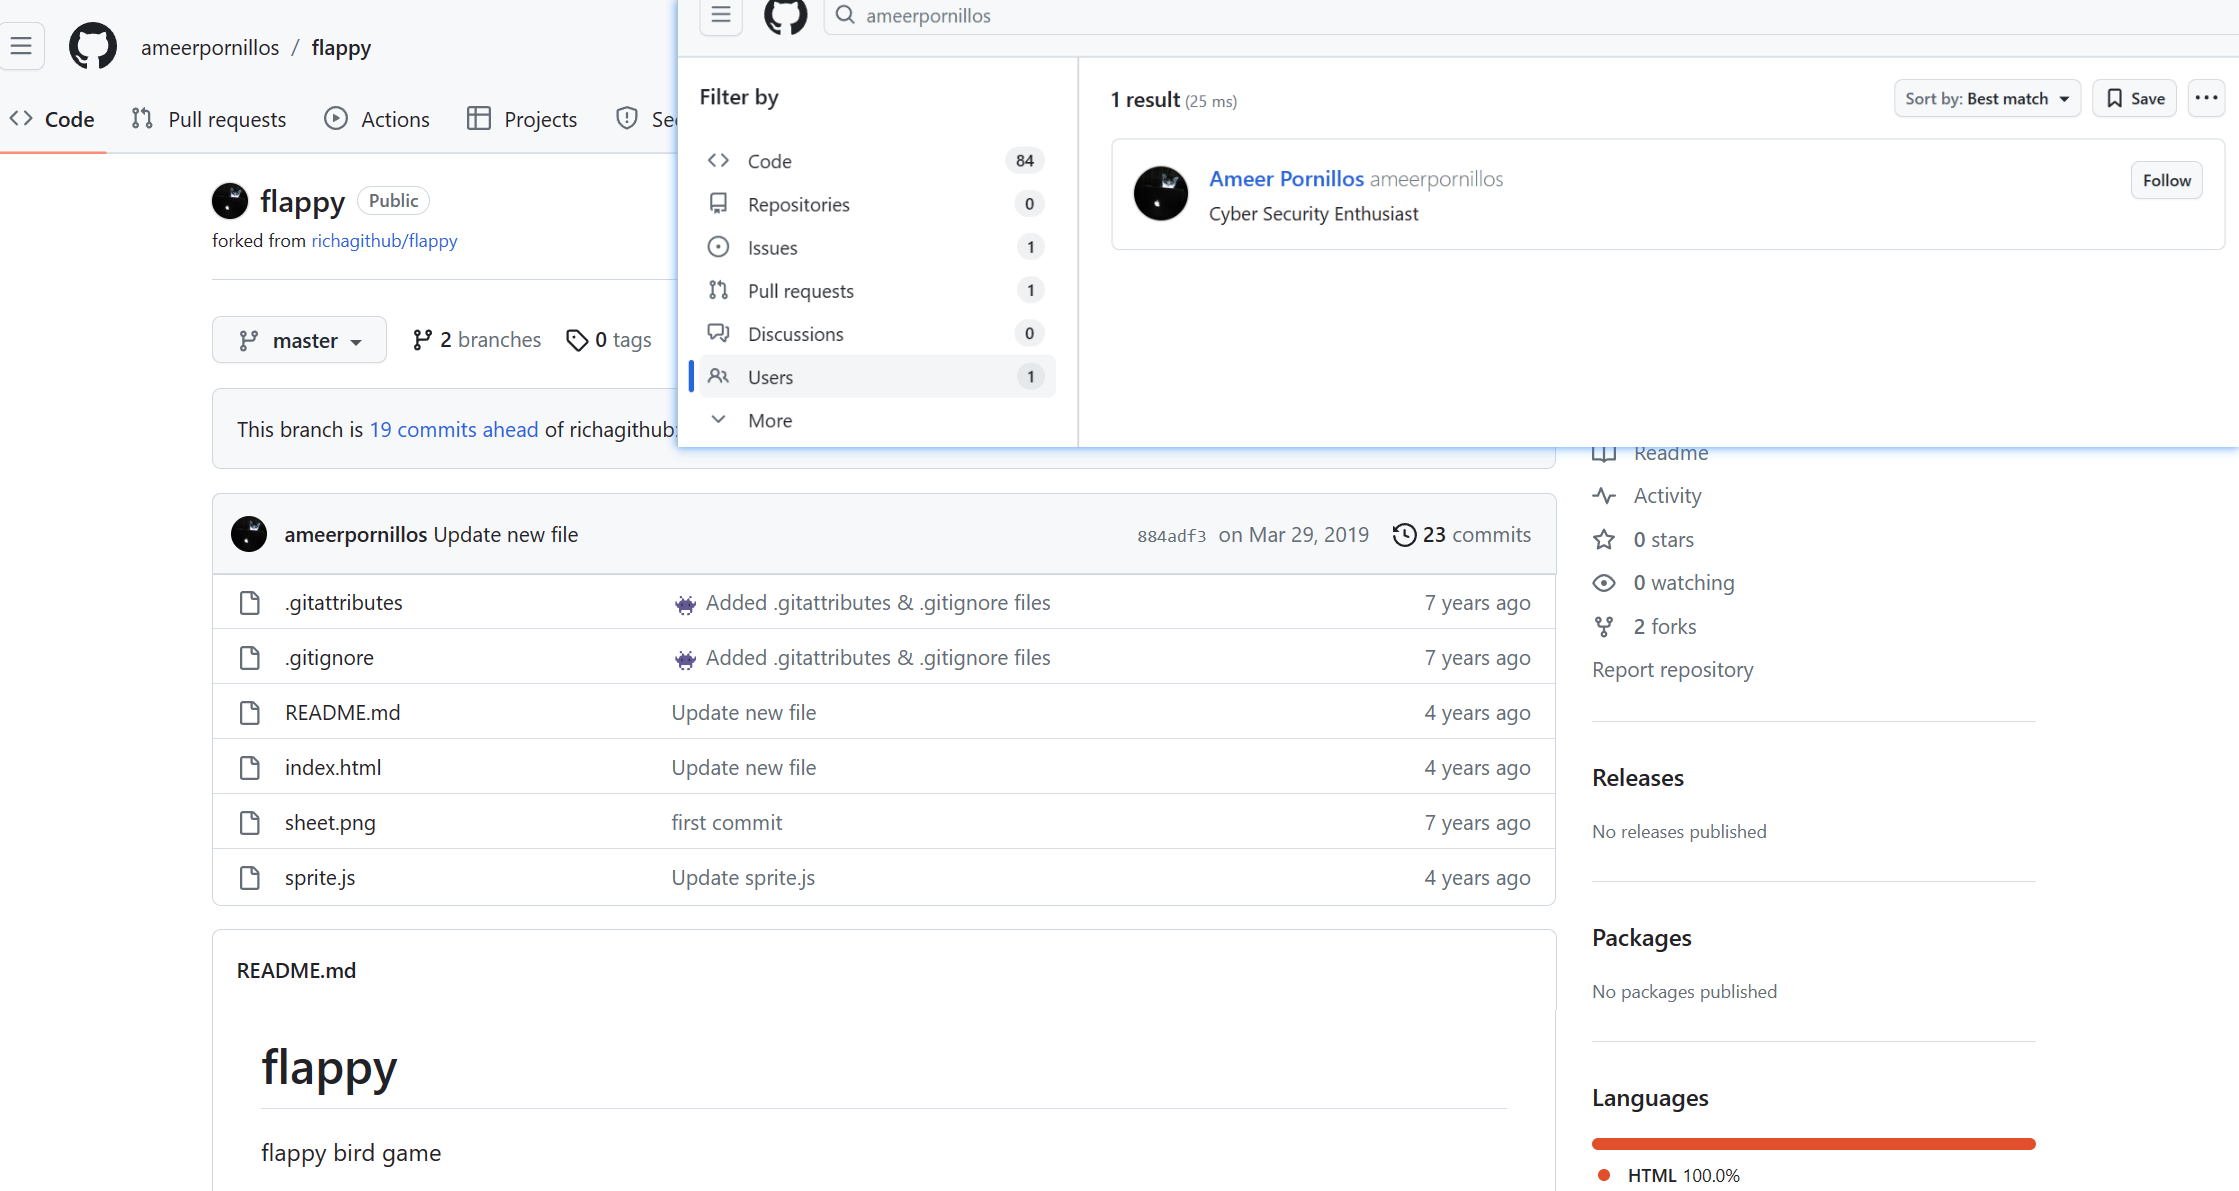 ameerpornillos / flappy
Code Pull requests Actions Projects
flappy Public
forked from richagithub/flappy
master 2 branches 0 tags
This branch is 19 commits ahead of richagithub:
ameerpornillos
Filter by
Code 84
Repositories 0
Issues 1
Pull requests 1
Discussions 0
Users 1
More
1 result (25 ms)
Sort by: Best match Save
Ameer Pornillos ameerpornillos
Follow
Cyber Security Enthusiast
ameerpornillos Update new file 884adf3 on Mar 29, 2019 23 commits
.gitattributes Added .gitattributes & .gitignore files 7 years ago
.gitignore Added .gitattributes & .gitignore files 7 years ago
README.md Update new file 4 years ago
index.html Update new file 4 years ago
sheet.png first commit 7 years ago
sprite.js Update sprite.js 4 years ago
README.md
flappy
flappy bird game
Readme
Activity
0 stars
0 watching
2 forks
Report repository
Releases
No releases published
Packages
No packages published
Languages
HTML 100.0%